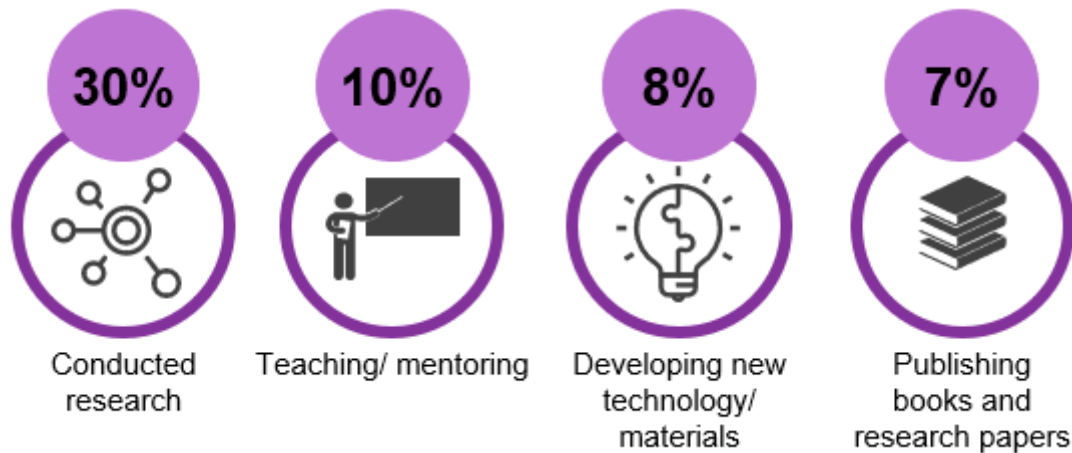 30%
10%
8%
7%
Conducted
research
Teaching/ mentoring
Developing new
technology/
materials
Publishing
books and
research papers